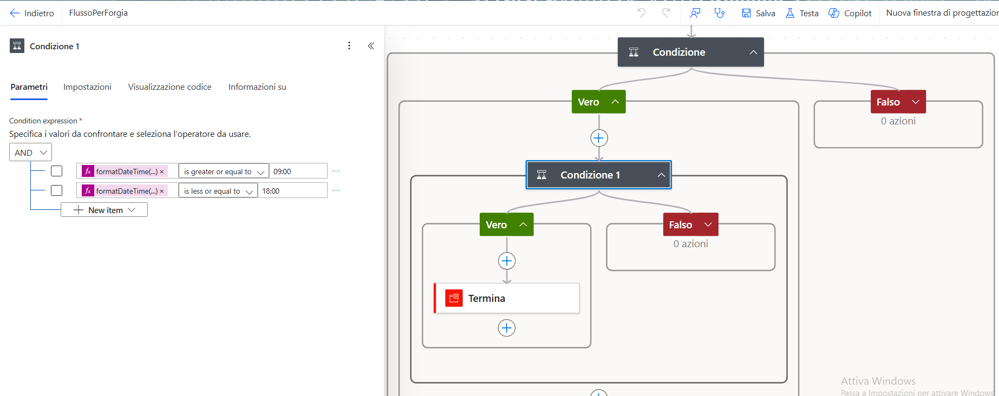 Indietro
FlussoPerForgia
Salva
Testa
Copilot
Nuova finestra di progettazior
Condizione 1
Parametri
Impostazioni
Visualizzazione codice
Informazioni su
Condition expression *
Specifica i valori da confrontare e seleziona l'operatore da usare.
AND
fx formatDateTime(...) × is greater or equal to 09:00 ...
fx formatDateTime(...) × is less or equal to 18:00 ...
New item
Condizione
Vero
Falso
0 azioni
Condizione 1
Vero
Falso
0 azioni
Termina
Attiva Windows
Passa a Impostazioni per attivare Windows